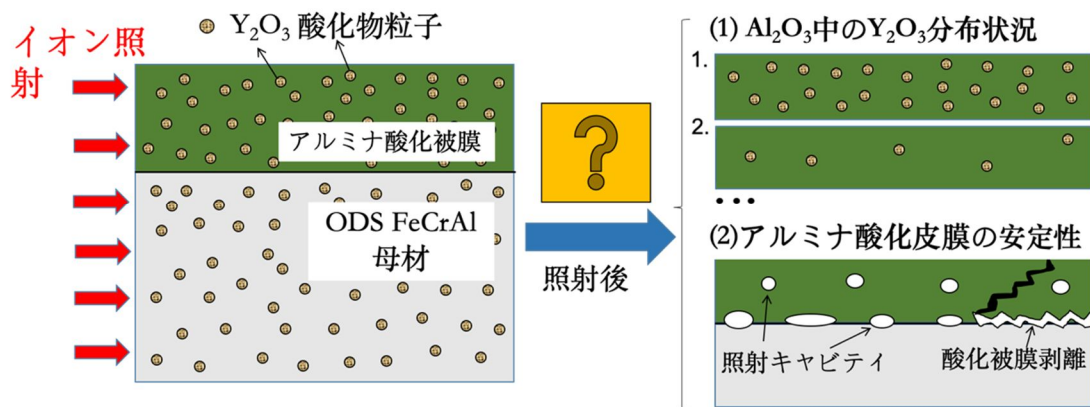 Y₂O₃ 酸化物粒子
イオン照
射
アルミナ酸化被膜
ODS FeCrAl
母材
?
照射後
(1) Al₂O₃中のY₂O₃分布状況
1.
2.
•••
(2)アルミナ酸化皮膜の安定性
照射キャビティ
酸化被膜剥離